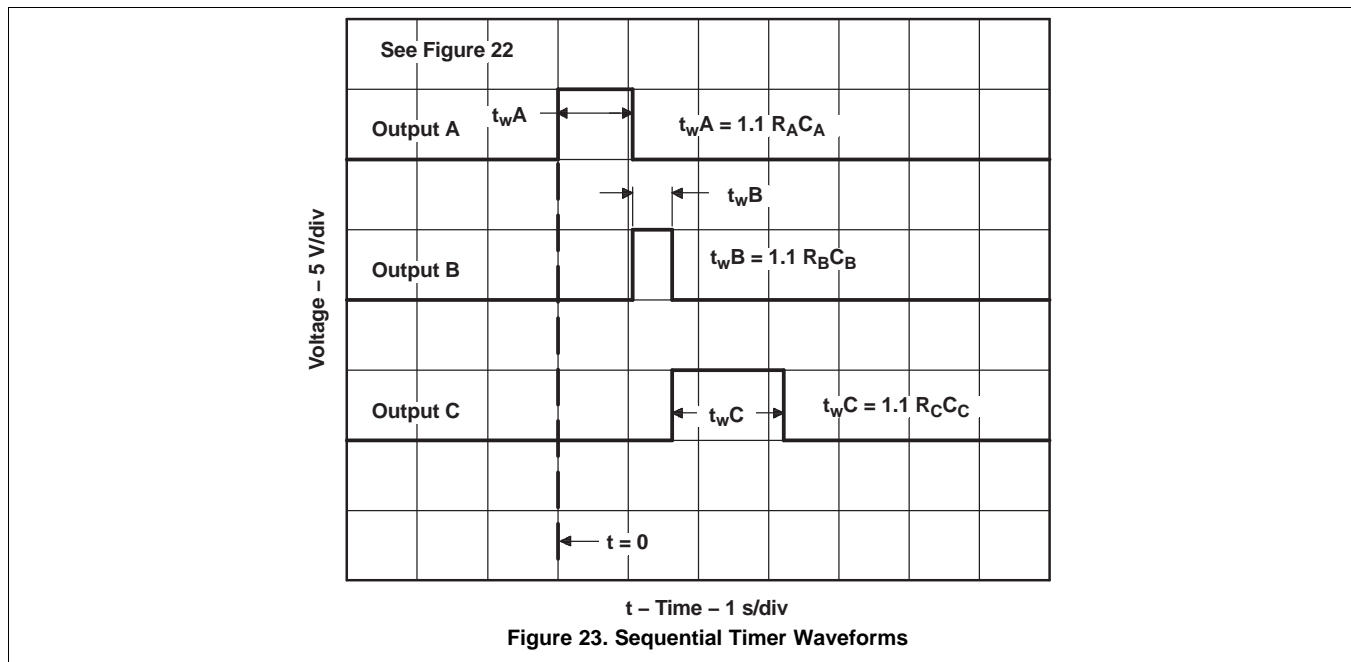 See Figure 22
twA
Output A
twA = 1.1 RACA
twB
Output B
twB = 1.1 RBCB
Voltage – 5 V/div
Output C
twC
twC = 1.1 RCCC
t = 0
t – Time – 1 s/div
Figure 23. Sequential Timer Waveforms